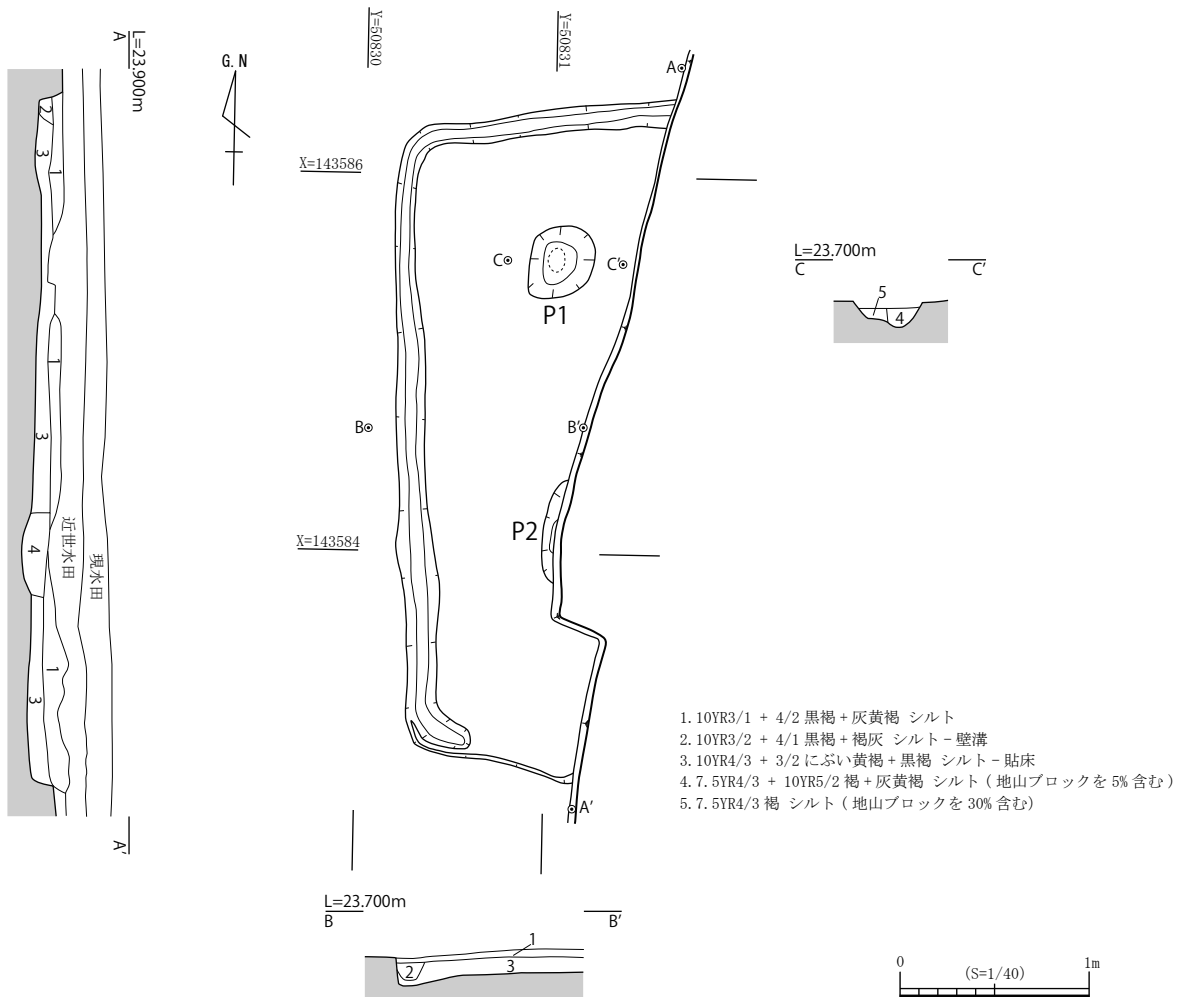 Y=50830
Y=50831
L=23.900m
A
G. N
A
X=143586
C
C'
P1
L=23.700m
C
C'
5
4
2
3
1
1
3
4
近世水田
現水田
1
3
A'
B
B'
P2
X=143584
A'
1. 10YR3/1 + 4/2 黒褐 + 灰黄褐 シルト
2. 10YR3/2 + 4/1 黒褐 + 褐灰 シルト - 壁溝
3. 10YR4/3 + 3/2 にぶい黄褐 + 黒褐 シルト - 貼床
4. 7.5YR4/3 + 10YR5/2 褐 + 灰黄褐 シルト ( 地山ブロックを 5% 含む )
5. 7.5YR4/3 褐 シルト ( 地山ブロックを 30% 含む)
L=23.700m
B
B'
1
2
3
0
1m
(S=1/40)